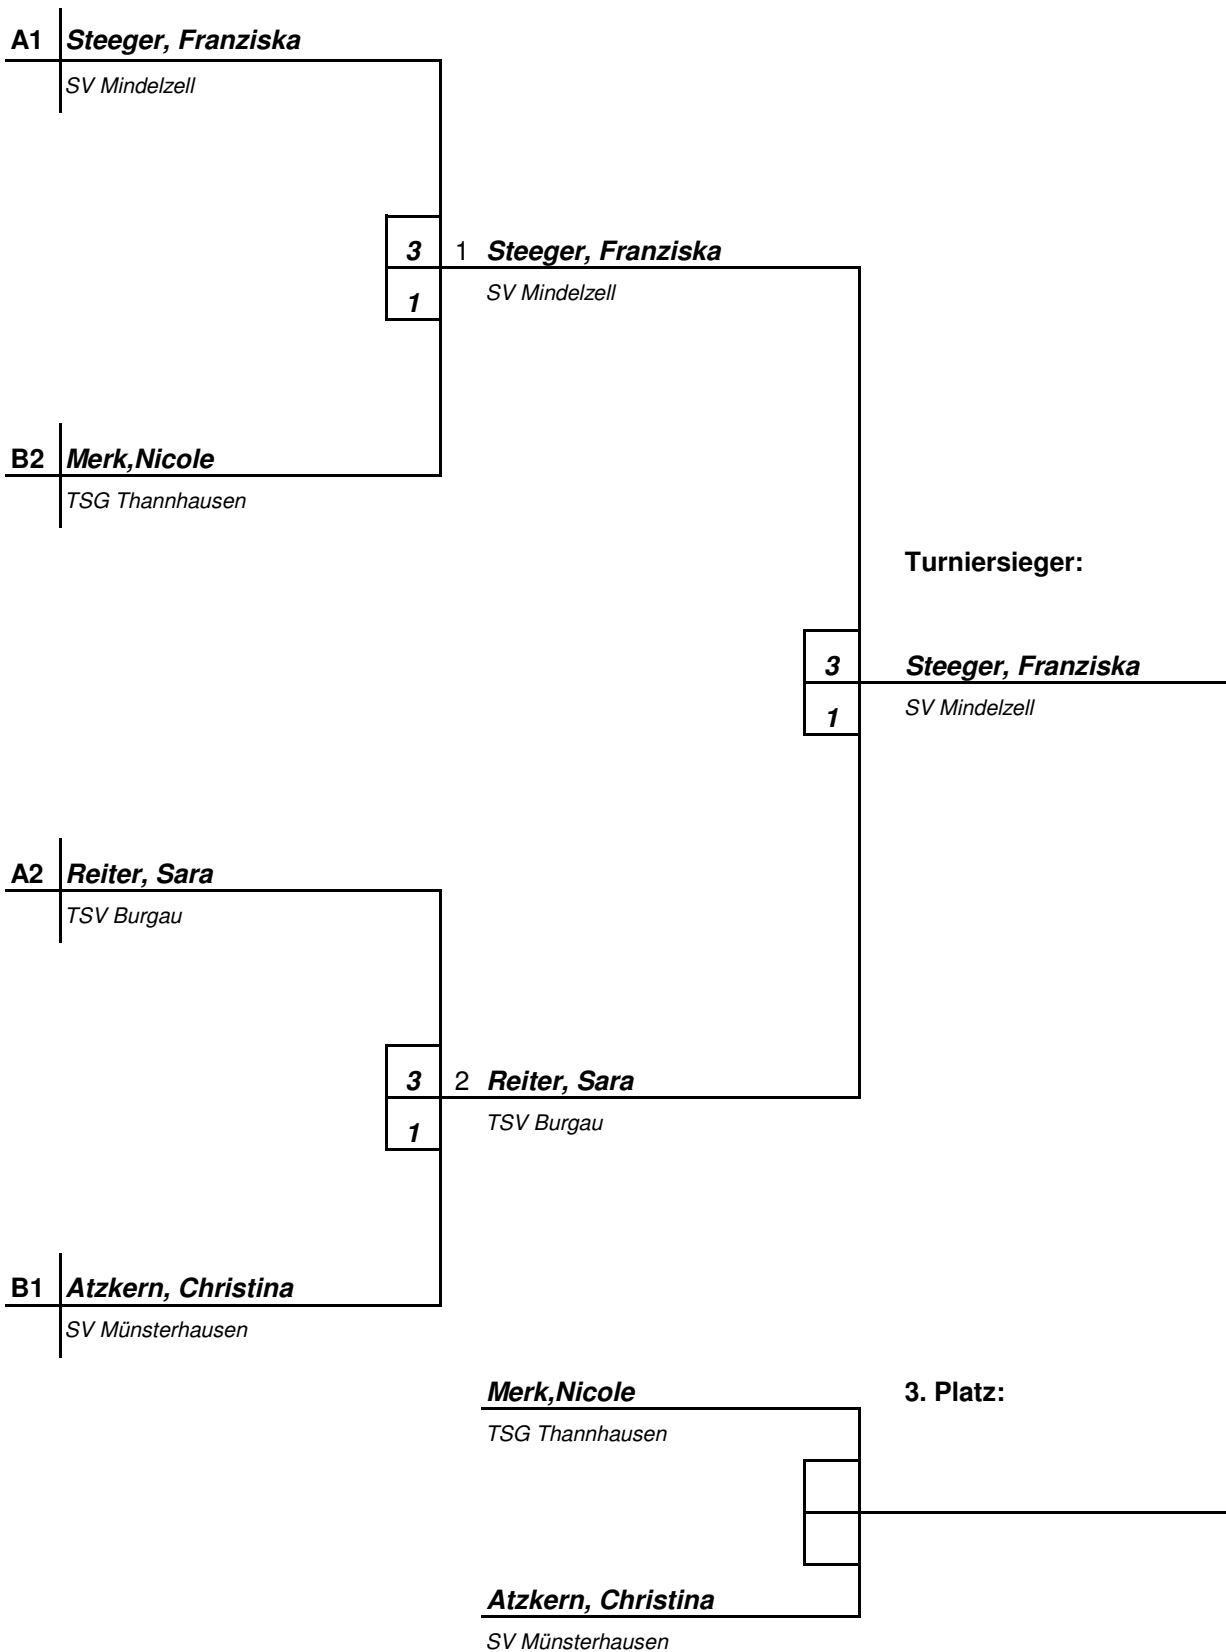 A1 Steeger, Franziska
SV Mindelzell
3 1 Steeger, Franziska
1 SV Mindelzell
B2 Merk,Nicole
TSG Thannhausen
Turniersieger:
3 Steeger, Franziska
1 SV Mindelzell
A2 Reiter, Sara
TSV Burgau
3 2 Reiter, Sara
1 TSV Burgau
B1 Atzkern, Christina
SV Münsterhausen
Merk,Nicole 3. Platz:
TSG Thannhausen
Atzkern, Christina
SV Münsterhausen